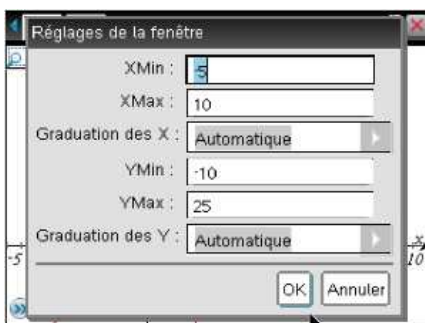 Réglages de la fenêtre
XMin : -5
XMax : 10
Graduation des X : Automatique
YMin : -10
YMax : 25
Graduation des Y : Automatique
x
-5 10
OK Annuler